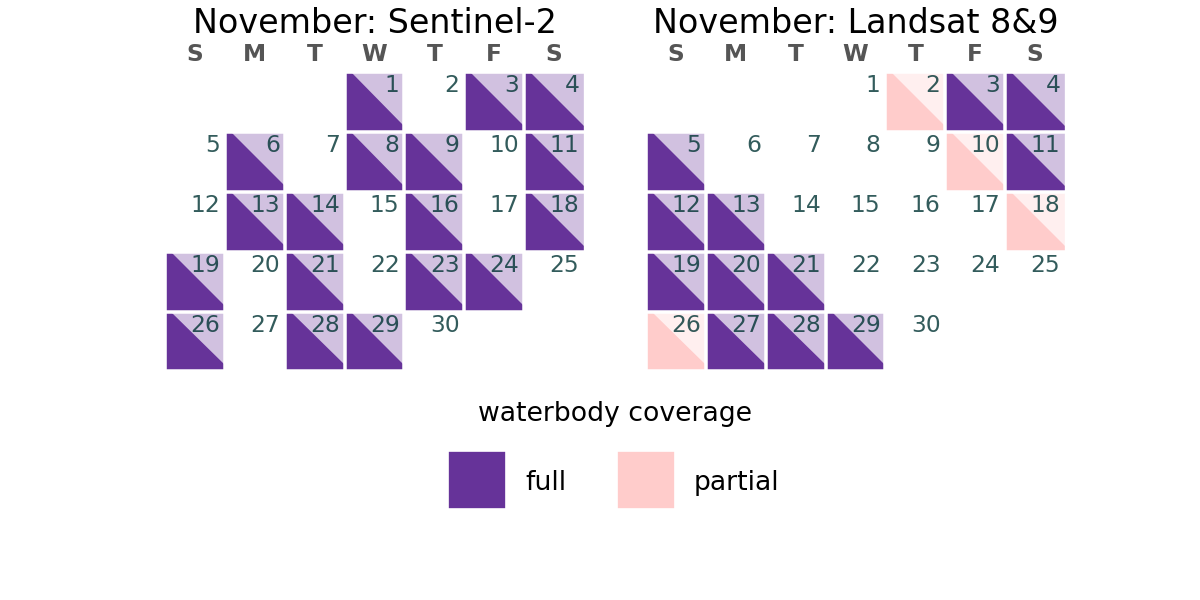 November: Sentinel-2
S M T W T F S
1 2 3 4
5 6 7 8 9 10 11
12 13 14 15 16 17 18
19 20 21 22 23 24 25
26 27 28 29 30
November: Landsat 8&9
S M T W T F S
1 2 3 4
5 6 7 8 9 10 11
12 13 14 15 16 17 18
19 20 21 22 23 24 25
26 27 28 29 30
waterbody coverage
full partial